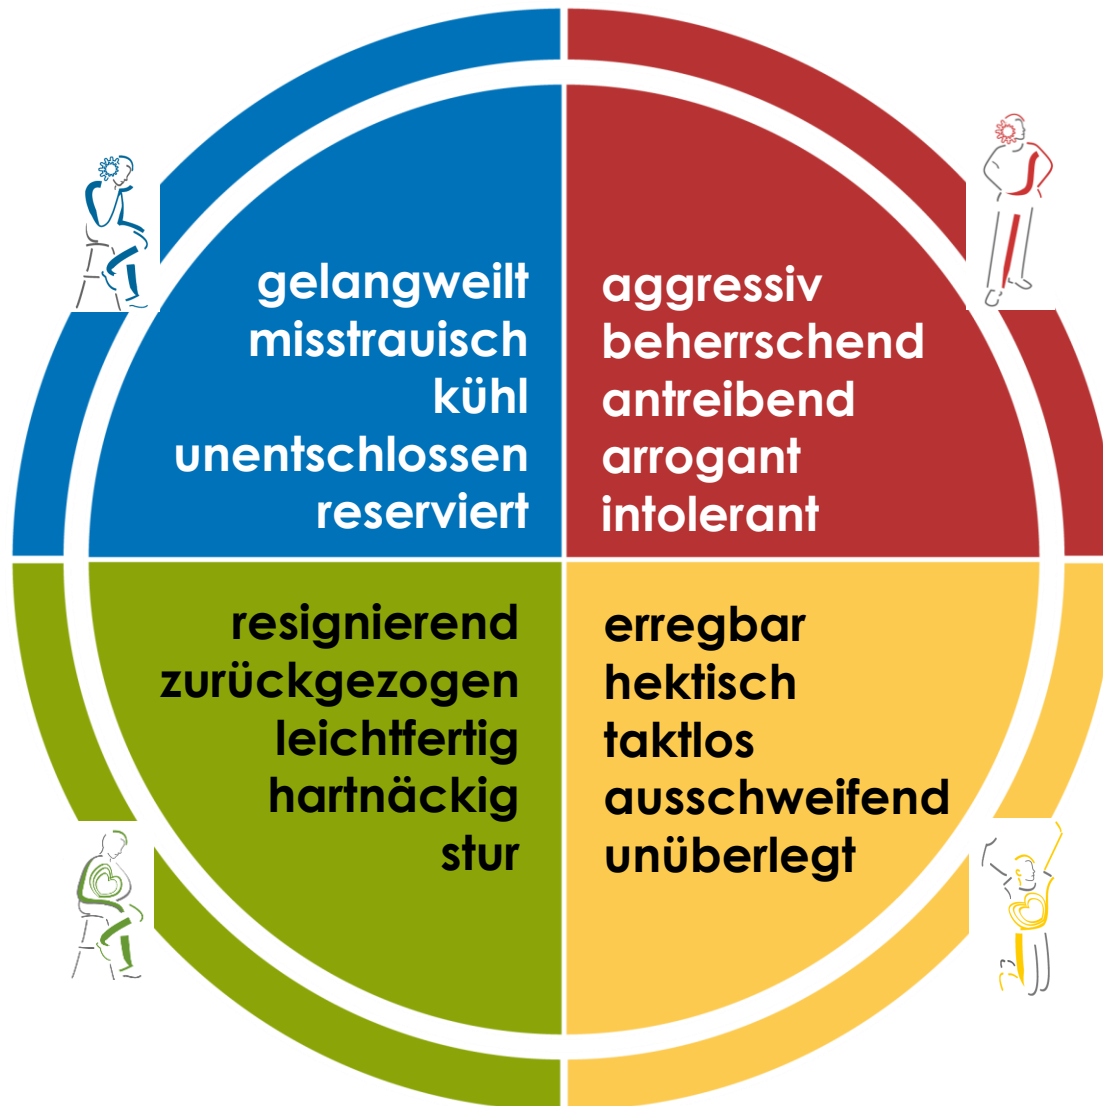 gelangweilt
misstrauisch
kühl
unentschlossen
reserviert
aggressiv
beherrschend
antreibend
arrogant
intolerant
resignierend
zurückgezogen
leichtfertig
hartnäckig
stur
erregbar
hektisch
taktlos
ausschweifend
unüberlegt